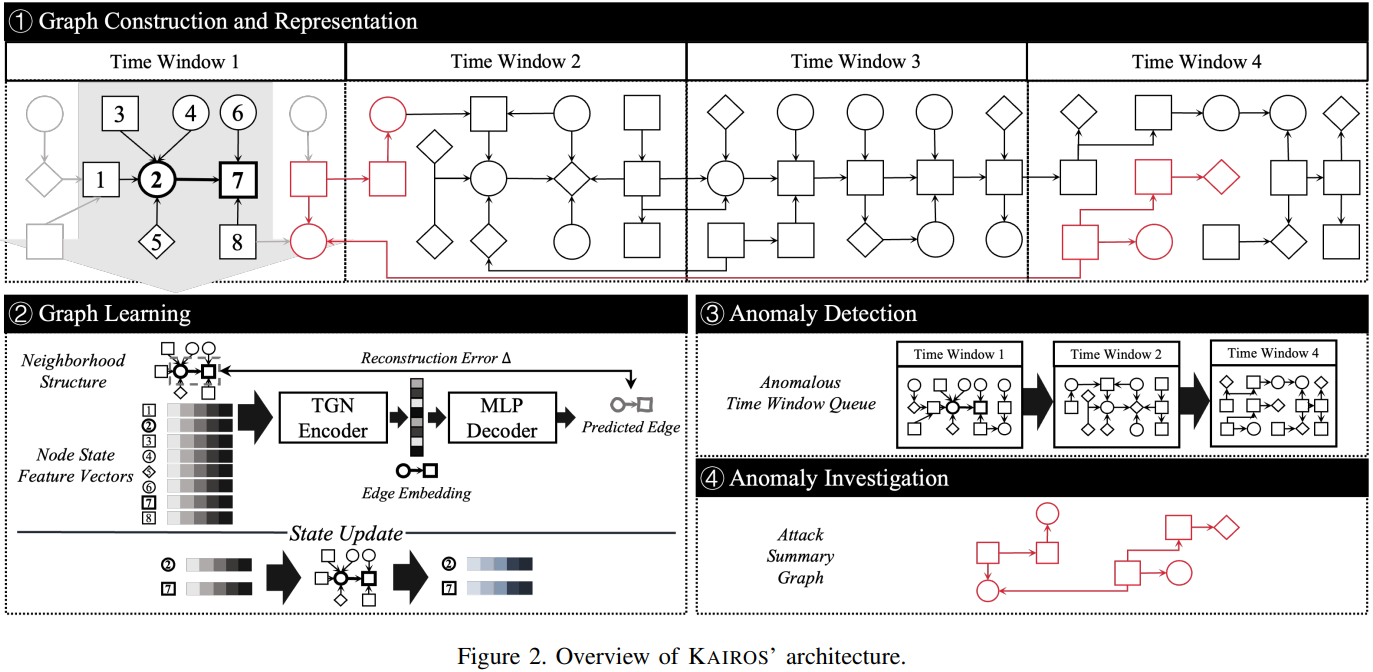 ① Graph Construction and Representation
Time Window 1
Time Window 2
Time Window 3
Time Window 4
3
4
6
1
2
7
5
8
② Graph Learning
Neighborhood
Structure
Reconstruction Error Δ
TGN
Encoder
MLP
Decoder
Predicted Edge
Edge Embedding
Node State
Feature Vectors
1
2
3
4
5
6
7
8
State Update
2
7
2
7
③ Anomaly Detection
Anomalous
Time Window Queue
Time Window 1
Time Window 2
Time Window 4
④ Anomaly Investigation
Attack
Summary
Graph
Figure 2. Overview of KAIROS' architecture.